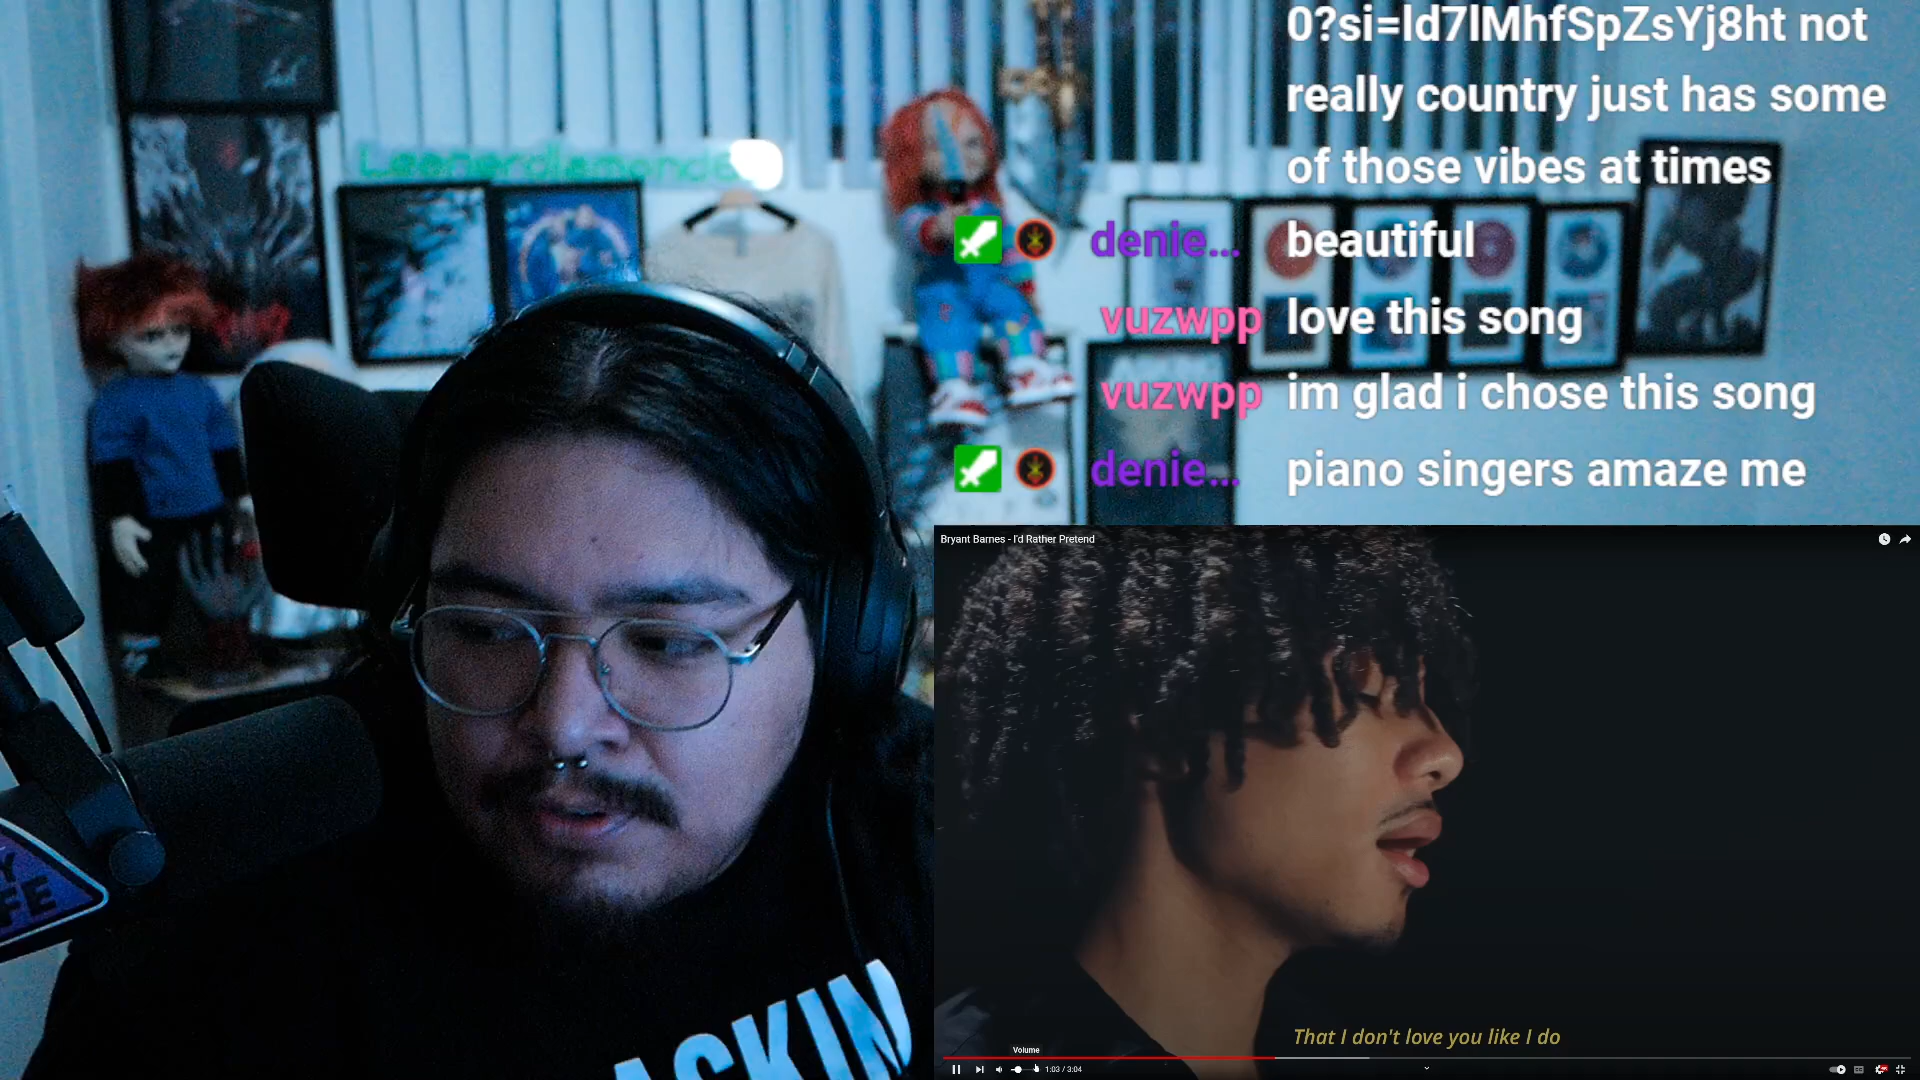 0?si=ld7lMhfSpZsYj8ht not
really country just has some
of those vibes at times
denie... beautiful
vuzwpp love this song
vuzwpp im glad i chose this song
denie... piano singers amaze me
Bryant Barnes - I'd Rather Pretend
That I don't love you like I do
Volume
1:03 / 3:04